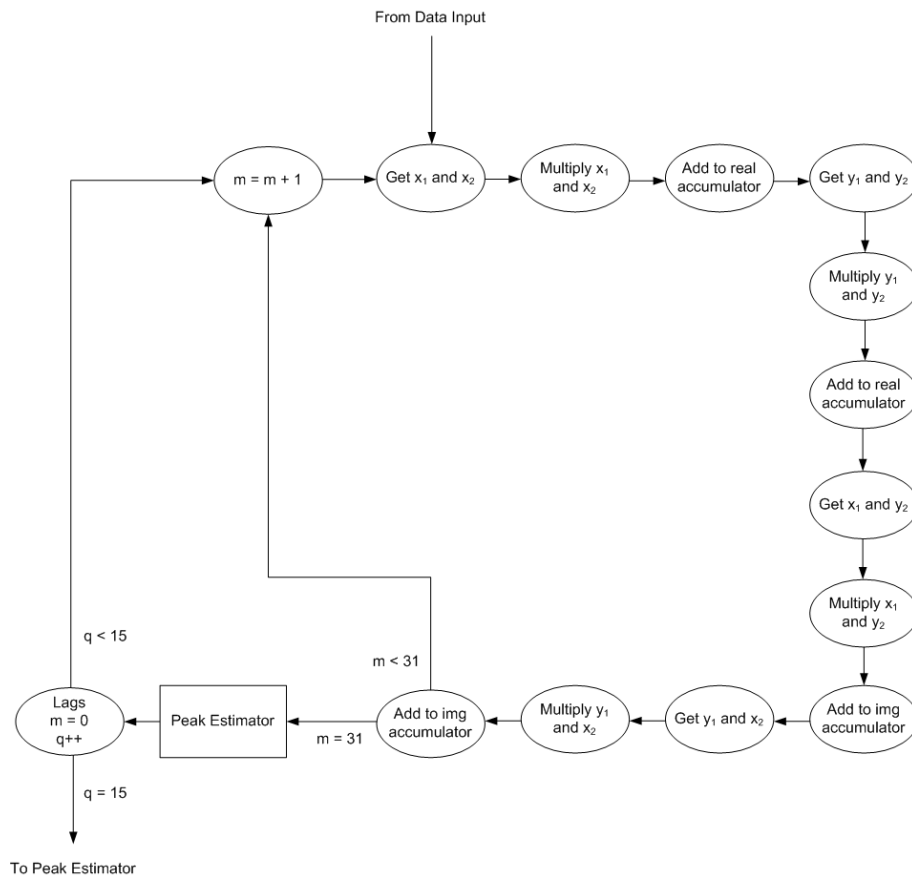 From Data Input
m = m + 1
Get x₁ and x₂
Multiply x₁
and x₂
Add to real
accumulator
Get y₁ and y₂
Multiply y₁
and y₂
Add to real
accumulator
Get x₁ and y₂
Multiply x₁
and y₂
Add to img
accumulator
Get y₁ and x₂
Multiply y₁
and x₂
Add to img
accumulator
m < 31
m = 31
Peak Estimator
Lags
m = 0
q++
q < 15
q = 15
To Peak Estimator